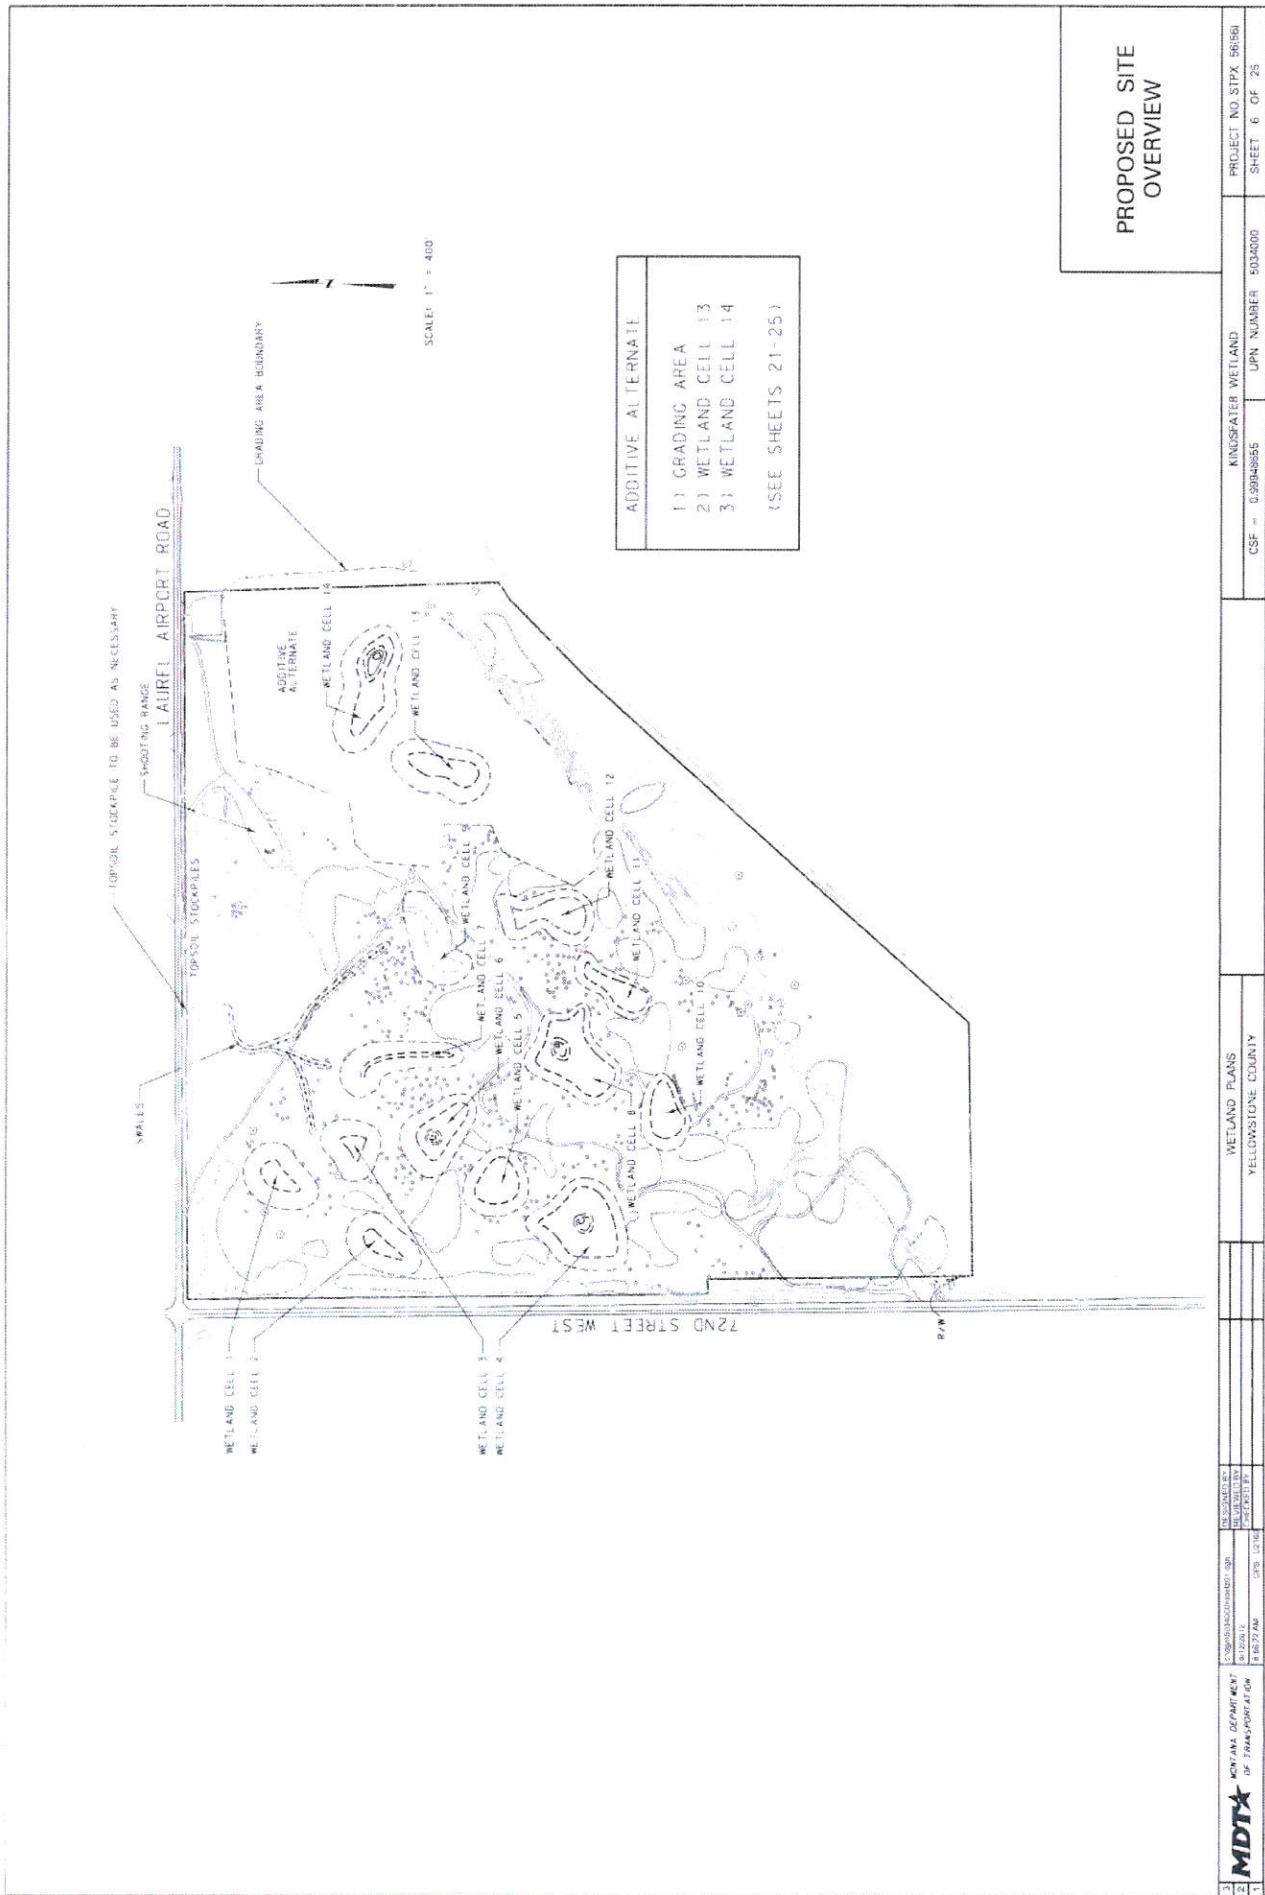 TOPSOIL STOCKPILE TO BE USED AS NECESSARY
SHOOTING RANGE
LAUREL AIRPORT ROAD
GRADING AREA BOUNDARY
SWALES
TOPSOIL STOCKPILES
ADDITIVE
ALTERNATE
WETLAND CELL 14
WETLAND CELL 13
SCALE: 1" = 400'
WETLAND CELL 1
WETLAND CELL 2
WETLAND CELL 3
WETLAND CELL 4
WETLAND CELL 5
WETLAND CELL 6
WETLAND CELL 7
WETLAND CELL 8
WETLAND CELL 9
WETLAND CELL 10
WETLAND CELL 11
WETLAND CELL 12
72ND STREET WEST
R/W
ADDITIVE ALTERNATE
1) GRADING AREA
2) WETLAND CELL 13
3) WETLAND CELL 14
(SEE SHEETS 21-25)
PROPOSED SITE
OVERVIEW
MDT
MONTANA DEPARTMENT
OF TRANSPORTATION
DESIGNED BY
REVIEWED BY
CHECKED BY
WETLAND PLANS
YELLOWSTONE COUNTY
KINDSFATER WETLAND
CSF = 0.99948655
UPN NUMBER 5034000
PROJECT NO. STPX 56(56)
SHEET 6 OF 25
3
2
1